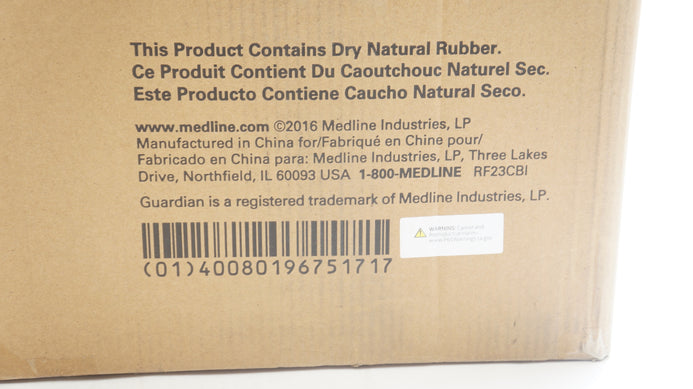 This Product Contains Dry Natural Rubber.
Ce Produit Contient Du Caoutchouc Naturel Sec.
Este Producto Contiene Caucho Natural Seco.
www.medline.com ©2016 Medline Industries, LP
Manufactured in China for/Fabriqué en Chine pour/
Fabricado en China para: Medline Industries, LP, Three Lakes
Drive, Northfield, IL 60093 USA 1-800-MEDLINE RF23CBI
Guardian is a registered trademark of Medline Industries, LP.
(01)40080196751717
WARNING: Cancer and